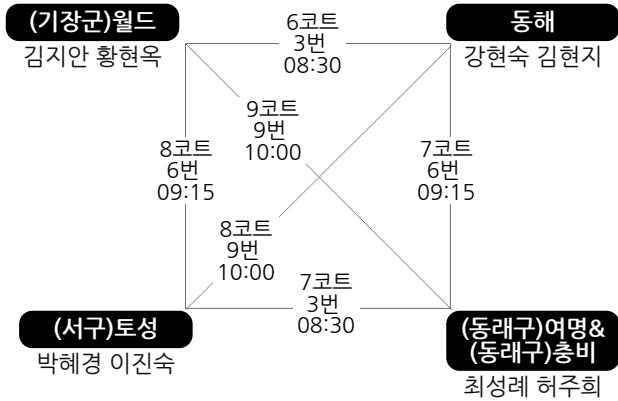 (기장군)월드
김지안 황현옥
6코트
3번
08:30
동해
강현숙 김현지
9코트
9번
10:00
8코트
6번
09:15
7코트
6번
09:15
8코트
9번
10:00
7코트
3번
08:30
(서구)토성
박혜경 이진숙
(동래구)여명&
(동래구)충비
최성례 허주희